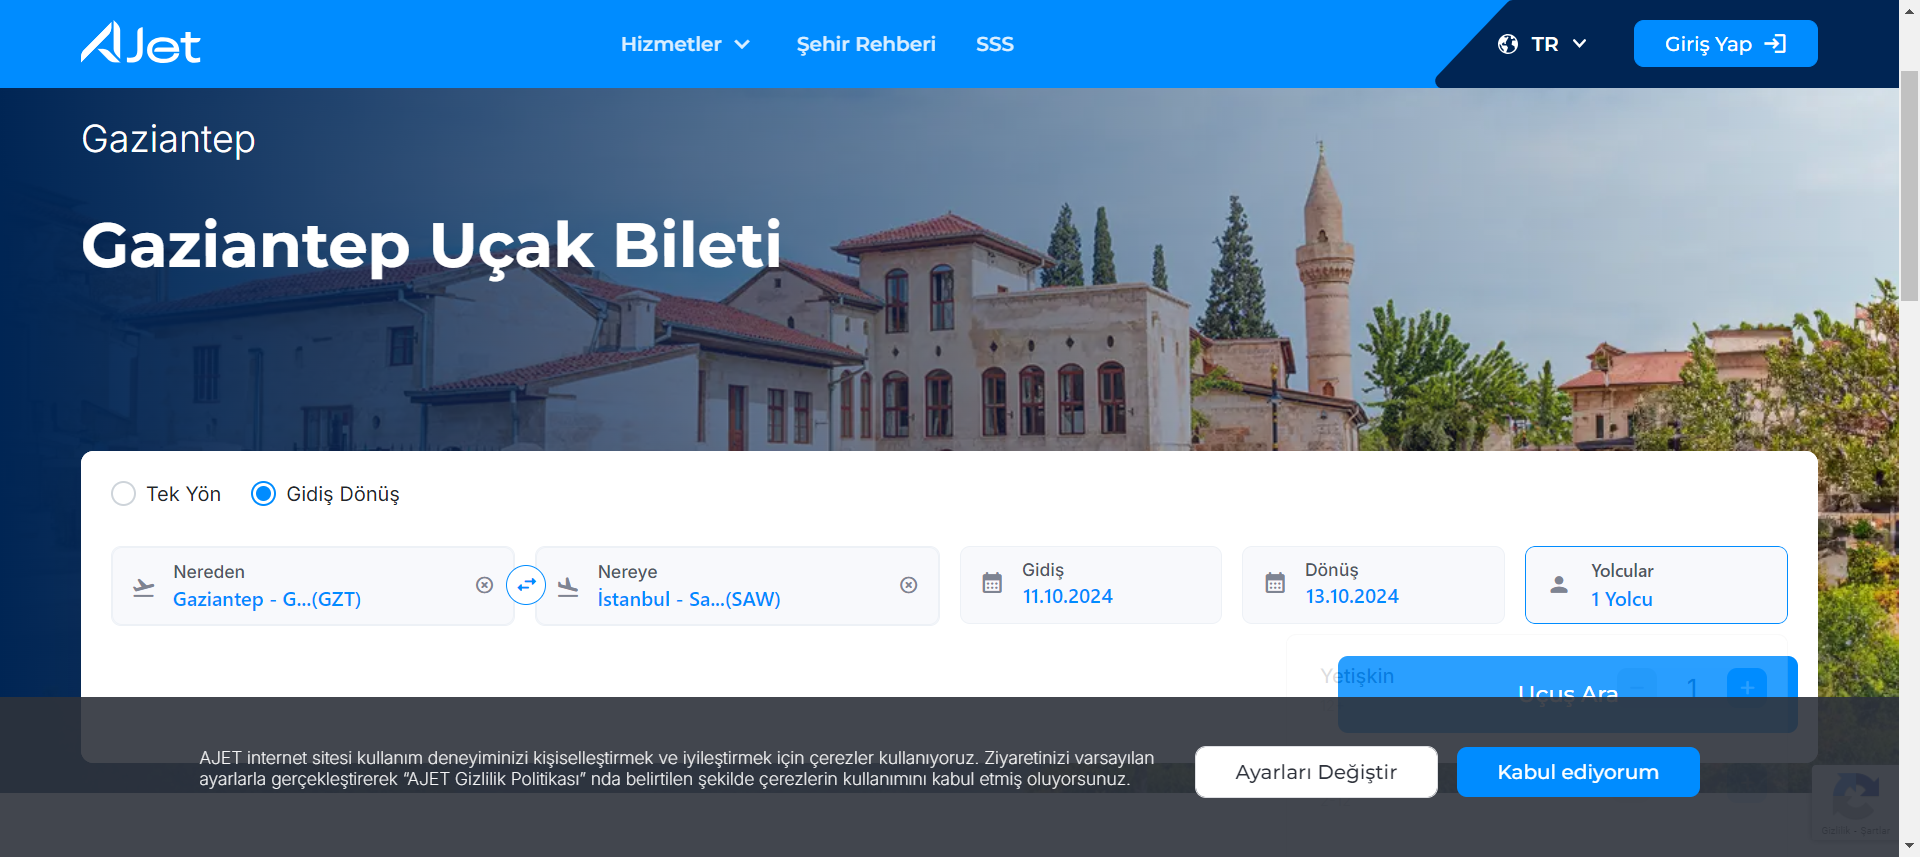 AJet
Hizmetler
Şehir Rehberi
SSS
TR
Giriş Yap
Gaziantep
Gaziantep Uçak Bileti
Tek Yön
Gidiş Dönüş
Nereden
Gaziantep - G...(GZT)
Nereye
İstanbul - Sa...(SAW)
Gidiş
11.10.2024
Dönüş
13.10.2024
Yolcular
1 Yolcu
Yetişkin
1
Uçuş Ara
AJET internet sitesi kullanım deneyiminizi kişiselleştirmek ve iyileştirmek için çerezler kullanıyoruz. Ziyaretinizi varsayılan
ayarlarla gerçekleştirerek “AJET Gizlilik Politikası” nda belirtilen şekilde çerezlerin kullanımını kabul etmiş oluyorsunuz.
Ayarları Değiştir
Kabul ediyorum
Gizlilik - Şartlar